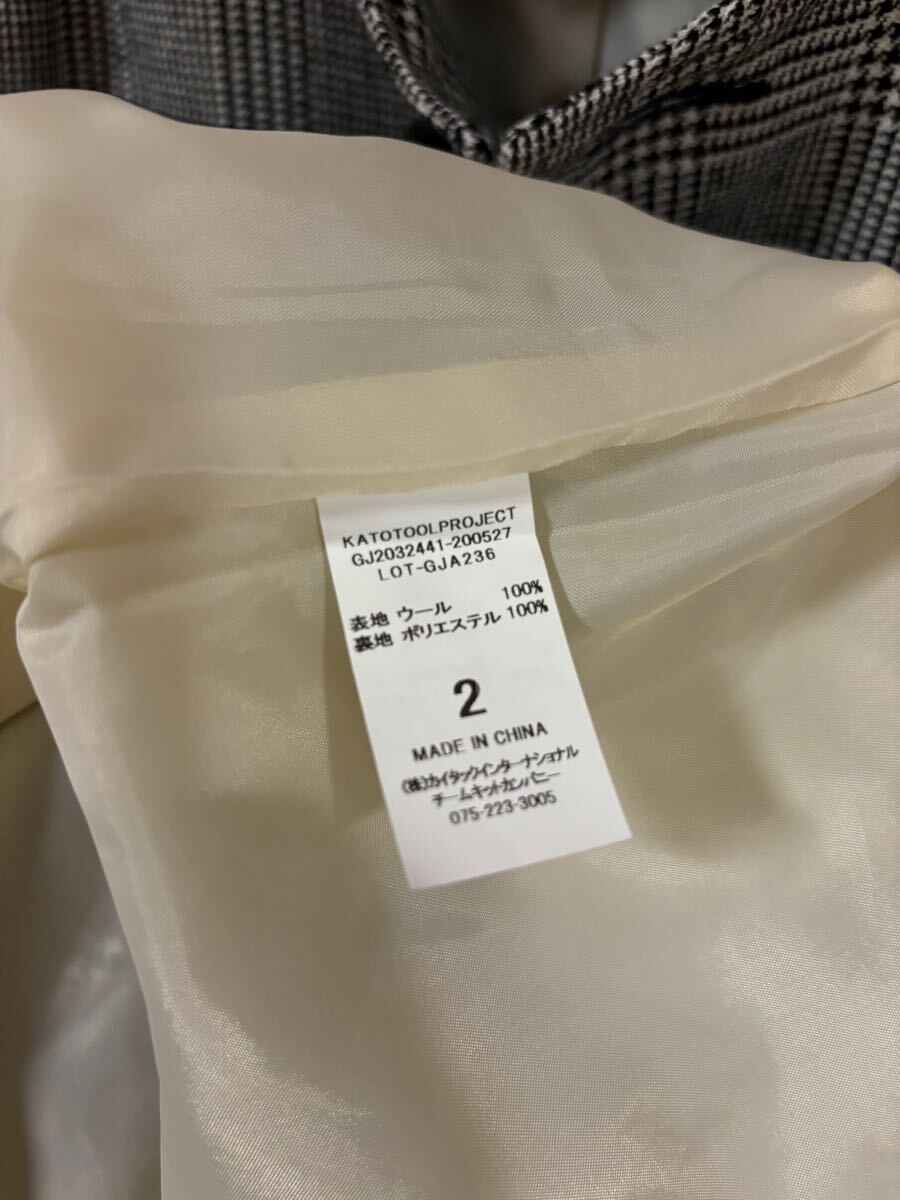 KATOTOOLPROJECT
GJ2032441-200527
LOT-GJA236
表地 ウール 100%
裏地 ポリエステル 100%
2
MADE IN CHINA
(株)カイタックインターナショナル
チームキットカンパニー
075-223-3005